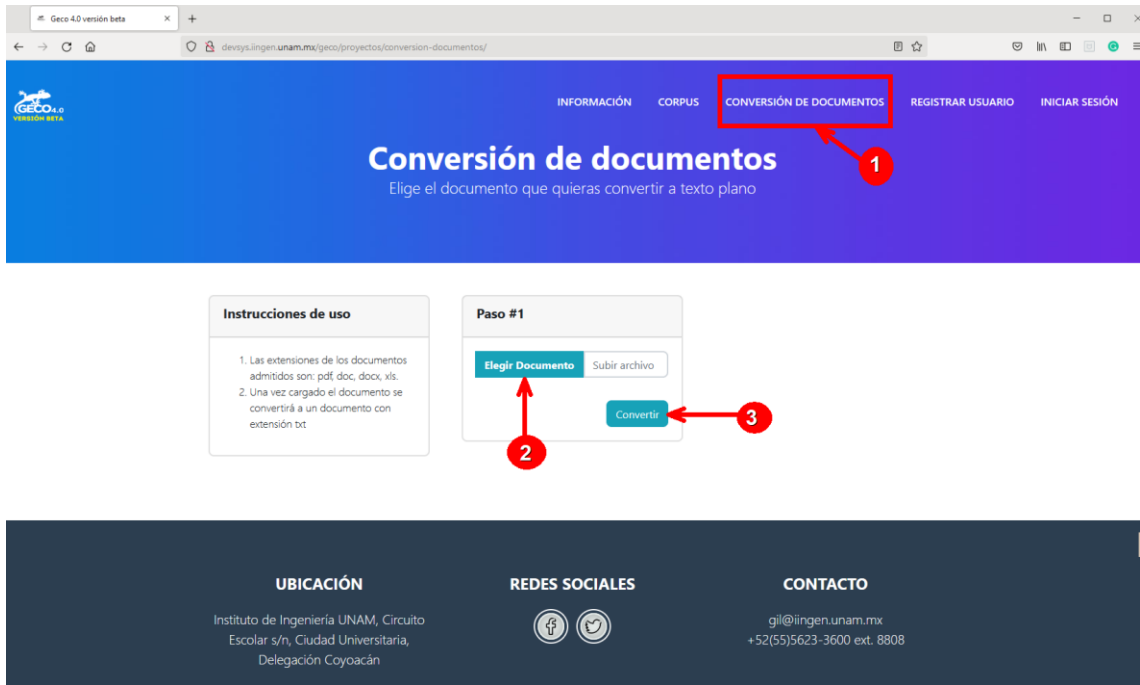 Geco 4.0 versión beta
devsys.iingen.unam.mx/geco/proyectos/conversion-documentos/
GECO 4.0
VERSIÓN BETA
INFORMACIÓN
CORPUS
CONVERSIÓN DE DOCUMENTOS
REGISTRAR USUARIO
INICIAR SESIÓN
1
Conversión de documentos
Elige el documento que quieras convertir a texto plano
Instrucciones de uso
1. Las extensiones de los documentos
admitidos son: pdf, doc, docx, xls.
2. Una vez cargado el documento se
convertirá a un documento con
extensión txt
Paso #1
Elegir Documento
Subir archivo
Convertir
3
2
UBICACIÓN
Instituto de Ingeniería UNAM, Circuito
Escolar s/n, Ciudad Universitaria,
Delegación Coyoacán
REDES SOCIALES
CONTACTO
gil@iingen.unam.mx
+52(55)5623-3600 ext. 8808